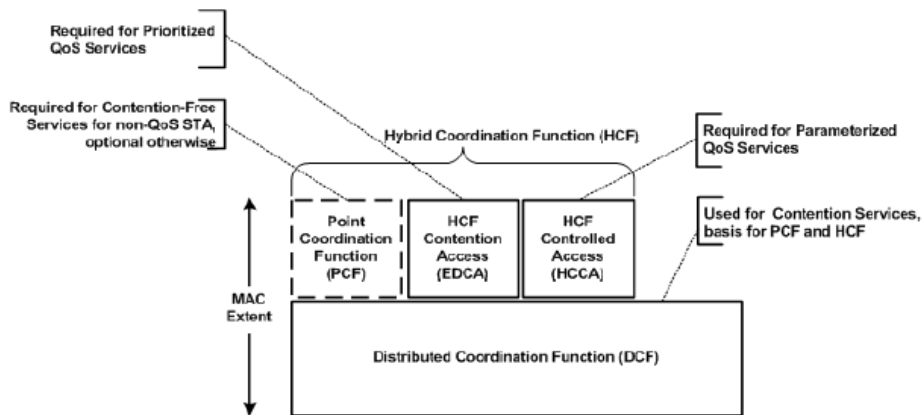 Required for Prioritized
QoS Services
Required for Contention-Free
Services for non-QoS STA,
optional otherwise
Hybrid Coordination Function (HCF)
Required for Parameterized
QoS Services
Used for Contention Services,
basis for PCF and HCF
Point
Coordination
Function
(PCF)
HCF
Contention
Access
(EDCA)
HCF
Controlled
Access
(HCCA)
MAC
Extent
Distributed Coordination Function (DCF)